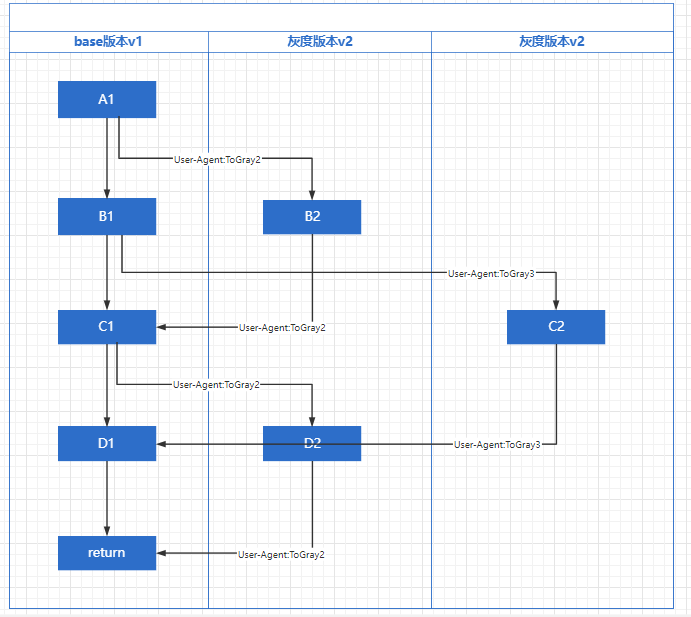 base版本v1
灰度版本v2
灰度版本v2
A1
User-Agent:ToGray2
B1
B2
User-Agent:ToGray3
C1
User-Agent:ToGray2
C2
User-Agent:ToGray2
D1
D2
User-Agent:ToGray3
return
User-Agent:ToGray2